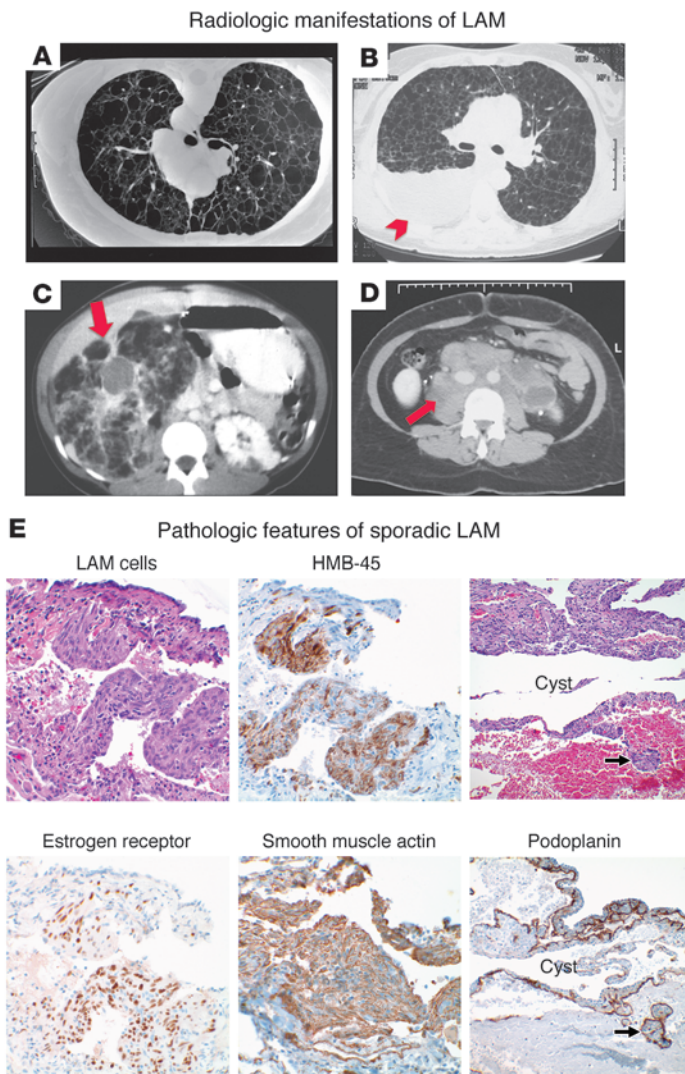 Radiologic manifestations of LAM
A
B
C
D
L
E
Pathologic features of sporadic LAM
LAM cells
HMB-45
Cyst
Estrogen receptor
Smooth muscle actin
Podoplanin
Cyst